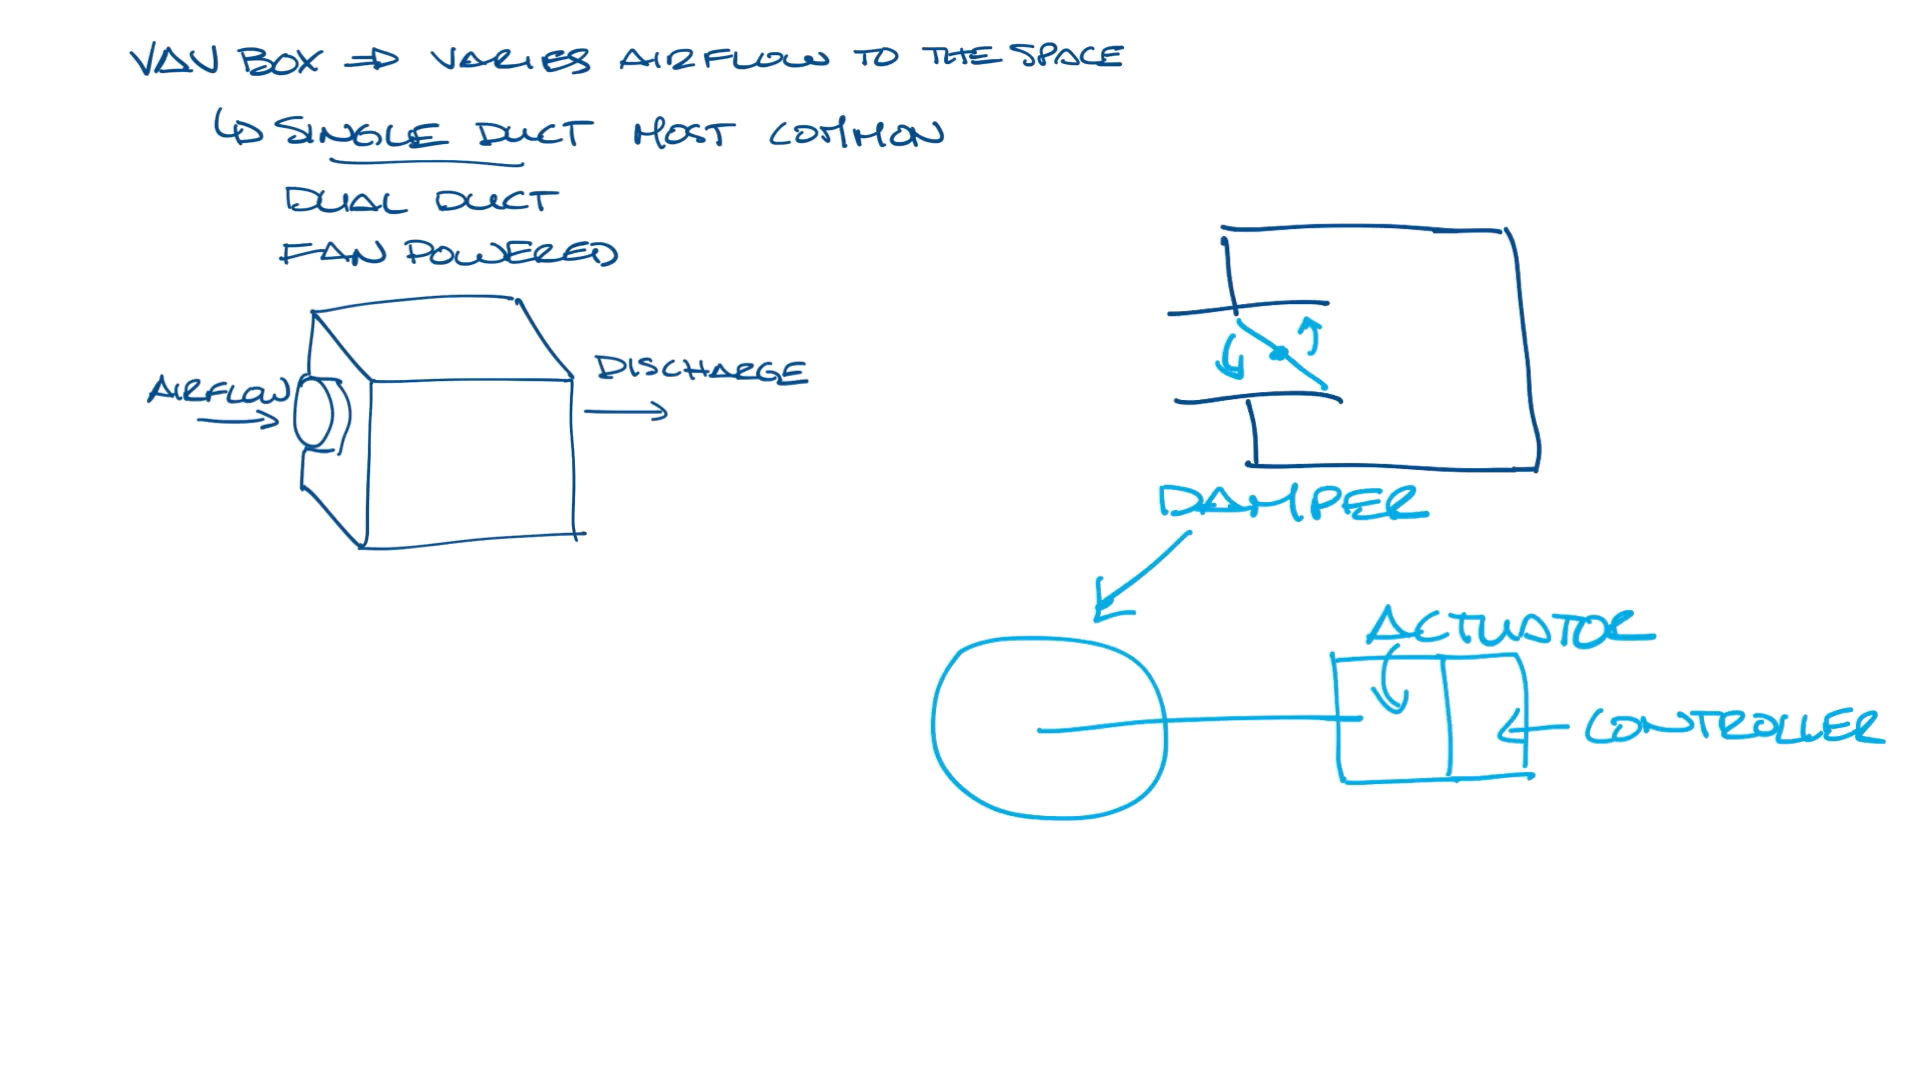 VAV BOX ⇒ VARIES AIRFLOW TO THE SPACE
↳ SINGLE DUCT MOST COMMON
DUAL DUCT
FAN POWERED
AIRFLOW
DISCHARGE
DAMPER
ACTUATOR
CONTROLLER